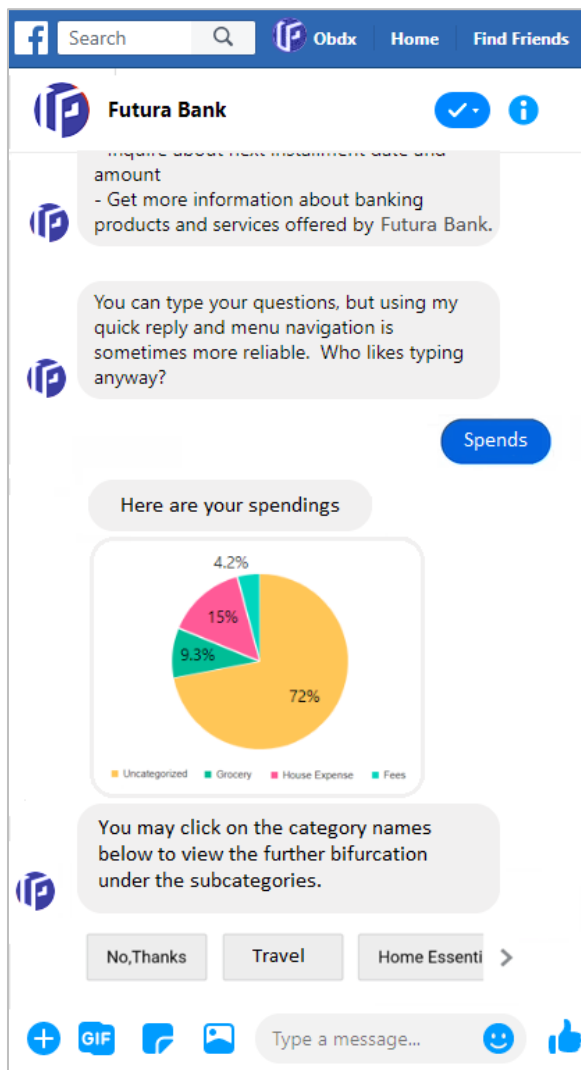 Search
Obdx
Home
Find Friends
Futura Bank
- Inquire about next installment date and
amount
- Get more information about banking
products and services offered by Futura Bank.
You can type your questions, but using my
quick reply and menu navigation is
sometimes more reliable. Who likes typing
anyway?
Spends
Here are your spendings
4.2%
15%
9.3%
72%
Uncategorized Grocery House Expense Fees
You may click on the category names
below to view the further bifurcation
under the subcategories.
No,Thanks
Travel
Home Essenti
GIF
Type a message...